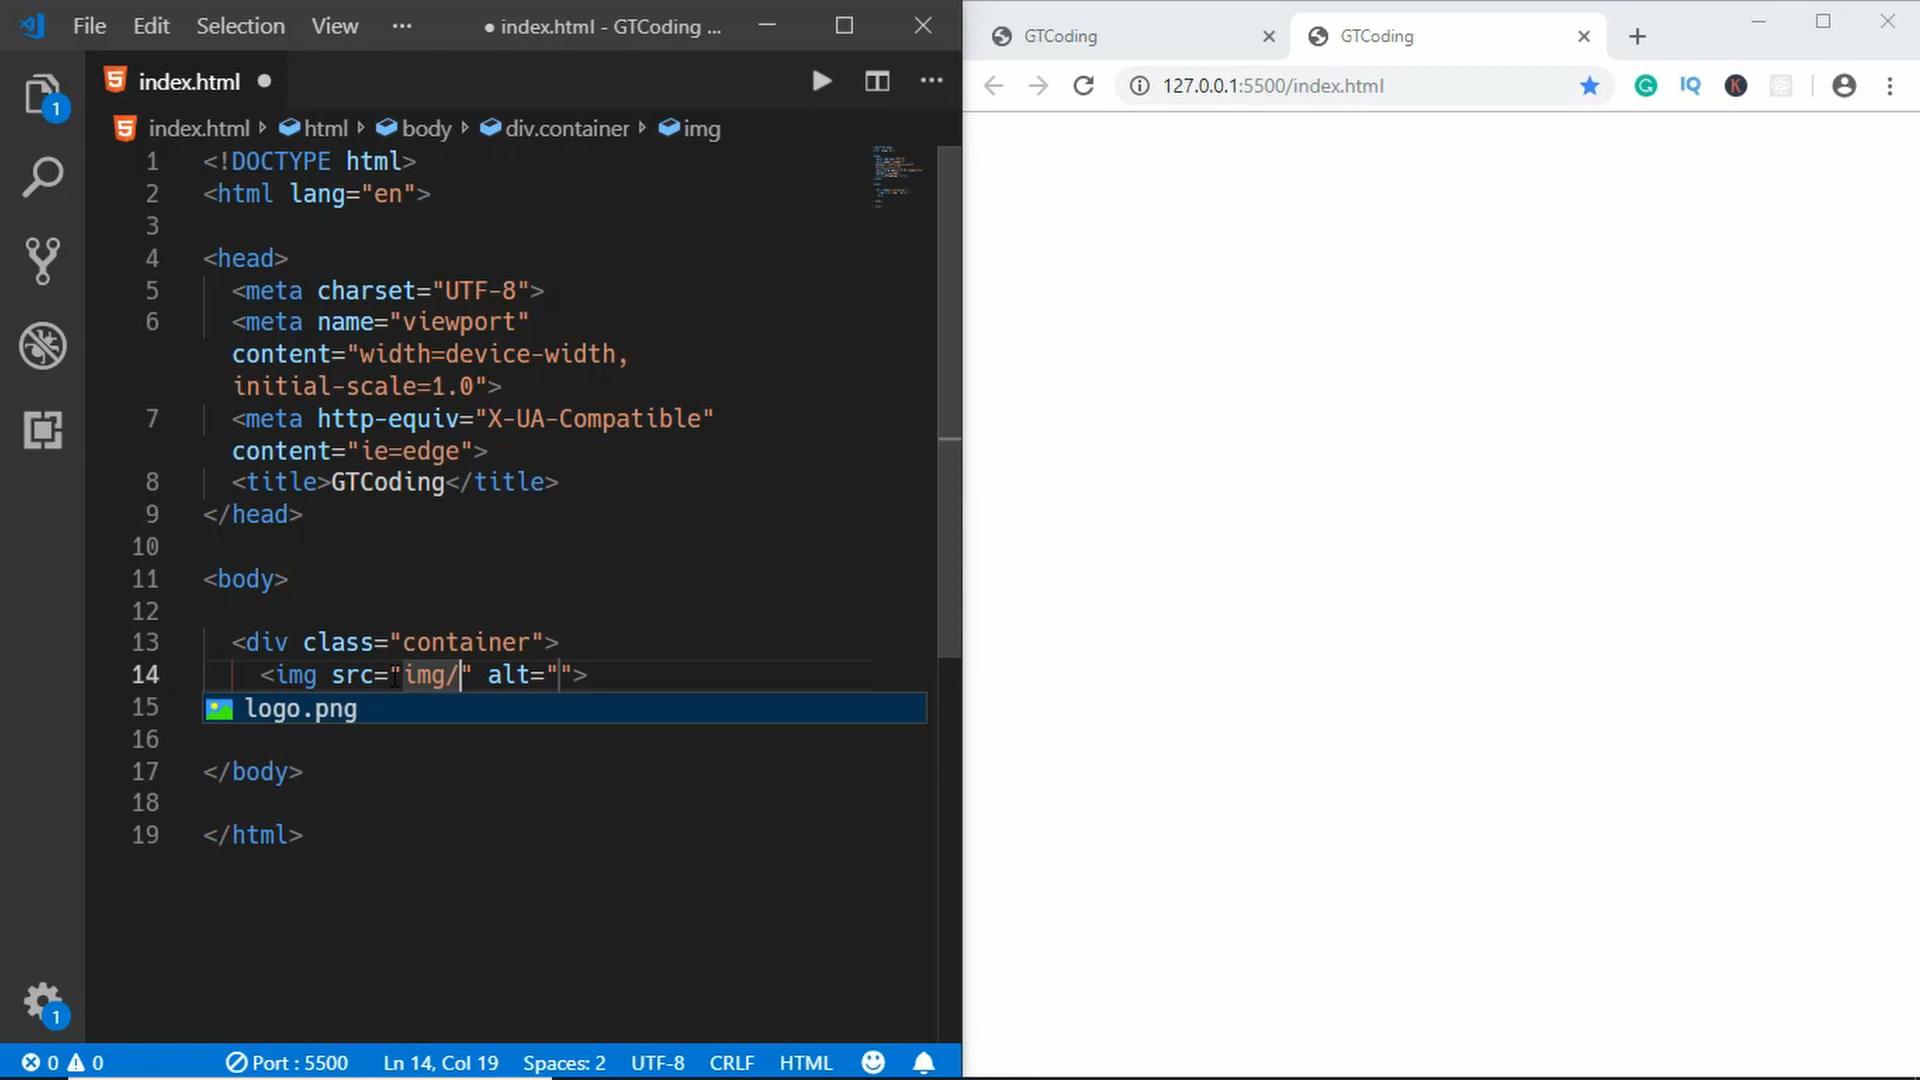 File Edit Selection View ··· ● index.html - GTCoding ...
index.html ●
index.html › html › body › div.container › img
1 <!DOCTYPE html>
2 <html lang="en">
3
4 <head>
5 <meta charset="UTF-8">
6 <meta name="viewport"
content="width=device-width,
initial-scale=1.0">
7 <meta http-equiv="X-UA-Compatible"
content="ie=edge">
8 <title>GTCoding</title>
9 </head>
10
11 <body>
12
13 <div class="container">
14 <img src="img/" alt="">
15 logo.png
16
17 </body>
18
19 </html>
1
1
0 0 Port : 5500 Ln 14, Col 19 Spaces: 2 UTF-8 CRLF HTML
GTCoding GTCoding
127.0.0.1:5500/index.html
G IQ K